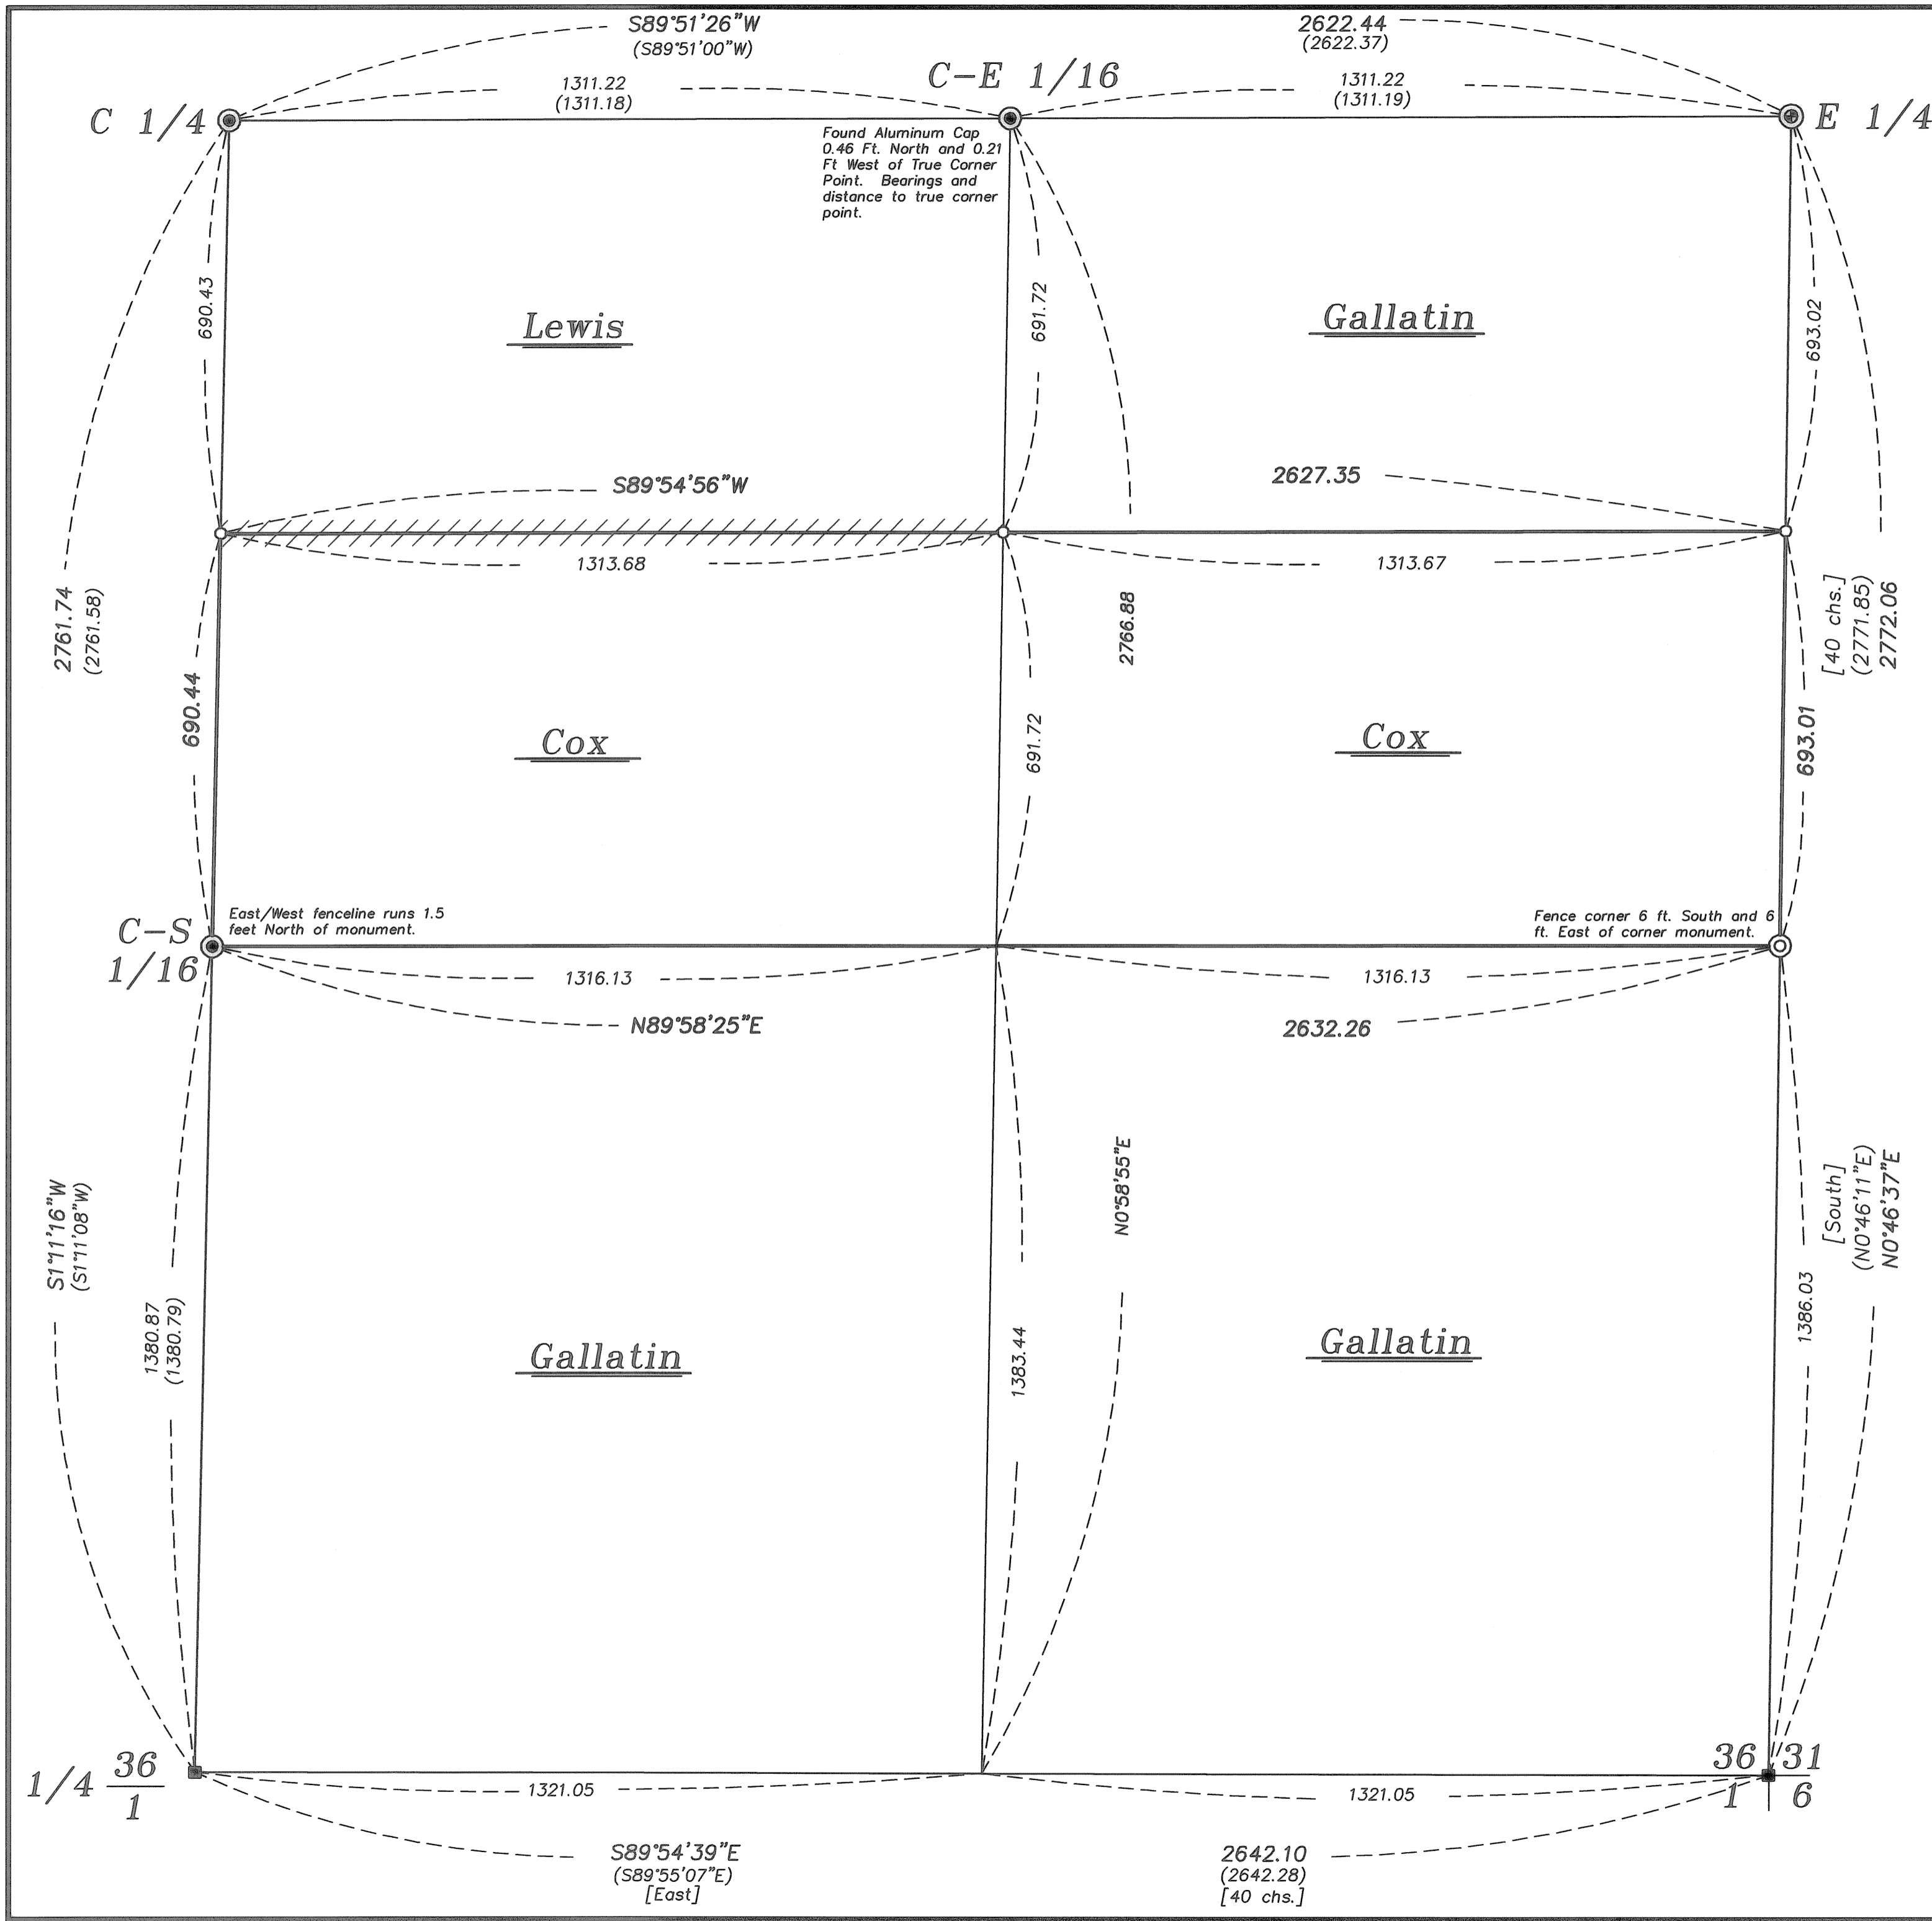 S89°51'26"W
(S89°51'00"W)
2622.44
(2622.37)
1311.22
(1311.18)
C-E 1/16
1311.22
(1311.19)
C 1/4
E 1/4
Found Aluminum Cap
0.46 Ft. North and 0.21
Ft West of True Corner
Point. Bearings and
distance to true corner
point.
690.43
Lewis
691.72
Gallatin
693.02
S89°54'56"W
2627.35
1313.68
1313.67
2761.74
(2761.58)
2766.88
[40 chs.]
(2771.85)
2772.06
690.44
Cox
691.72
Cox
693.01
C-S
1/16
East/West fenceline runs 1.5
feet North of monument.
Fence corner 6 ft. South and 6
ft. East of corner monument.
1316.13
1316.13
N89°58'25"E
2632.26
S1°11'16"W
(S1°11'08"W)
N0°58'55"E
[South]
(N0°46'11"E)
N0°46'37"E
1380.87
(1380.79)
Gallatin
1383.44
Gallatin
1386.03
1/4 36
1
36 31
1 6
1321.05
1321.05
S89°54'39"E
(S89°55'07"E)
[East]
2642.10
(2642.28)
[40 chs.]